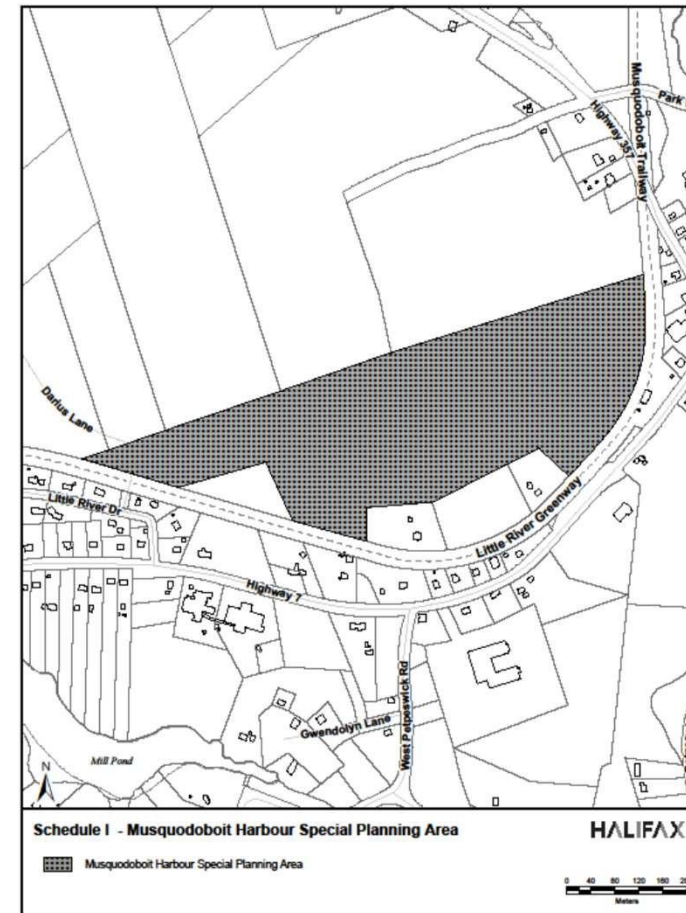 Park
Highway 357
Musquodoboit Trailway
Darius Lane
Little River Dr
Little River Greenway
Highway 7
West Petpeswick Rd
Gwendolyn Lane
Mill Pond
N
Schedule I - Musquodoboit Harbour Special Planning Area
HALIFAX
Musquodoboit Harbour Special Planning Area
0 40 80 120 160
Meters